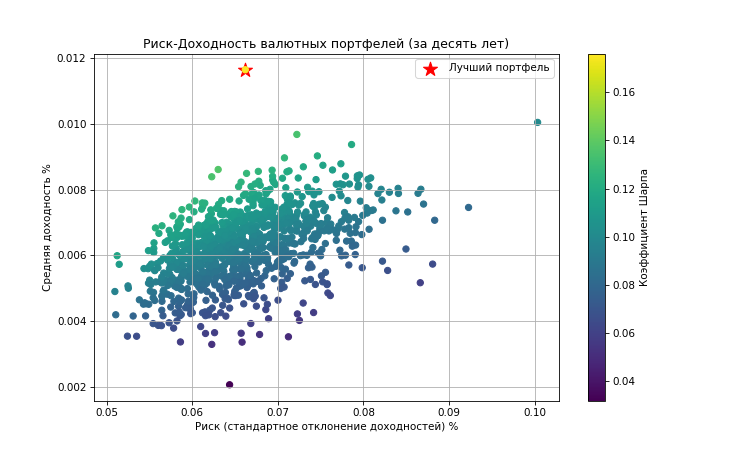 Риск-Доходность валютных портфелей (за десять лет)
Лучший портфель
0.012
0.010
0.008
0.006
0.004
0.002
Средняя доходность %
0.05 0.06 0.07 0.08 0.09 0.10
Риск (стандартное отклонение доходностей) %
0.16
0.14
0.12
0.10
0.08
0.06
0.04
Коэффициент Шарпа